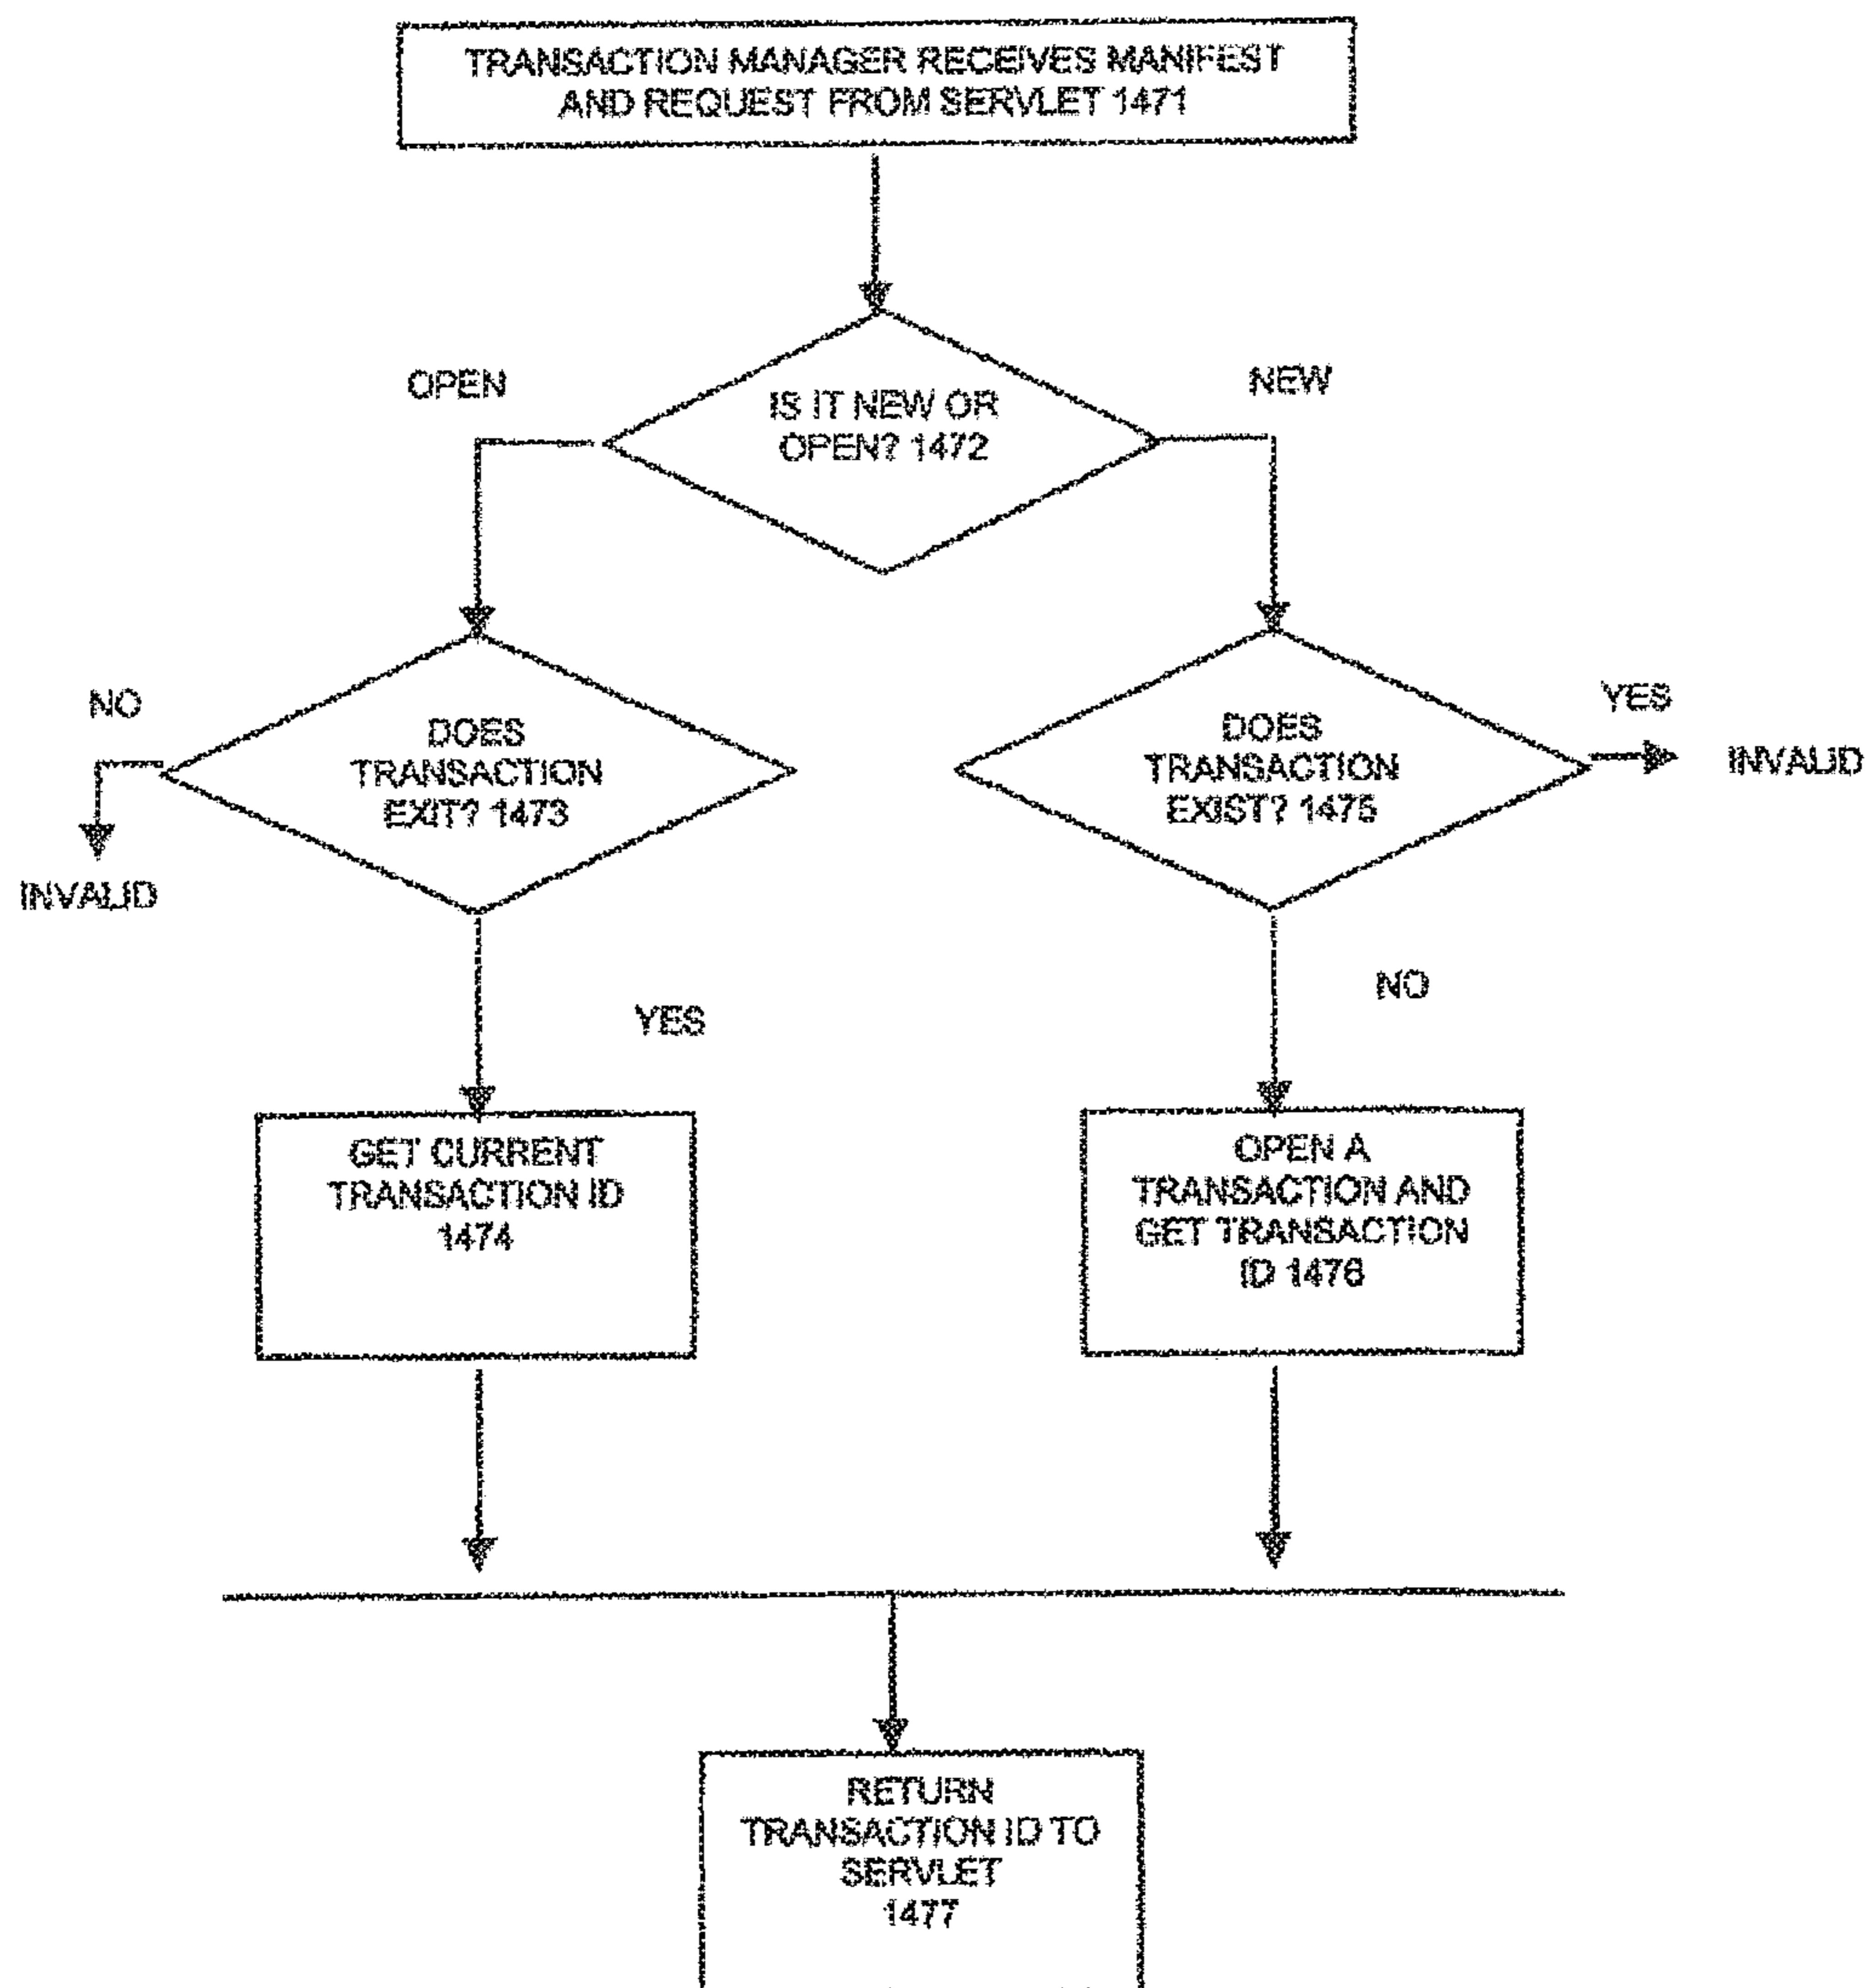 TRANSACTION MANAGER RECEIVES MANIFEST
AND REQUEST FROM SERVLET 1471
OPEN
NEW
IS IT NEW OR
OPEN? 1472
NO
DOES
TRANSACTION
EXIT? 1473
INVALID
DOES
TRANSACTION
EXIST? 1475
YES
INVALID
YES
NO
GET CURRENT
TRANSACTION ID
1474
OPEN A
TRANSACTION AND
GET TRANSACTION
ID 1476
RETURN
TRANSACTION ID TO
SERVLET
1477